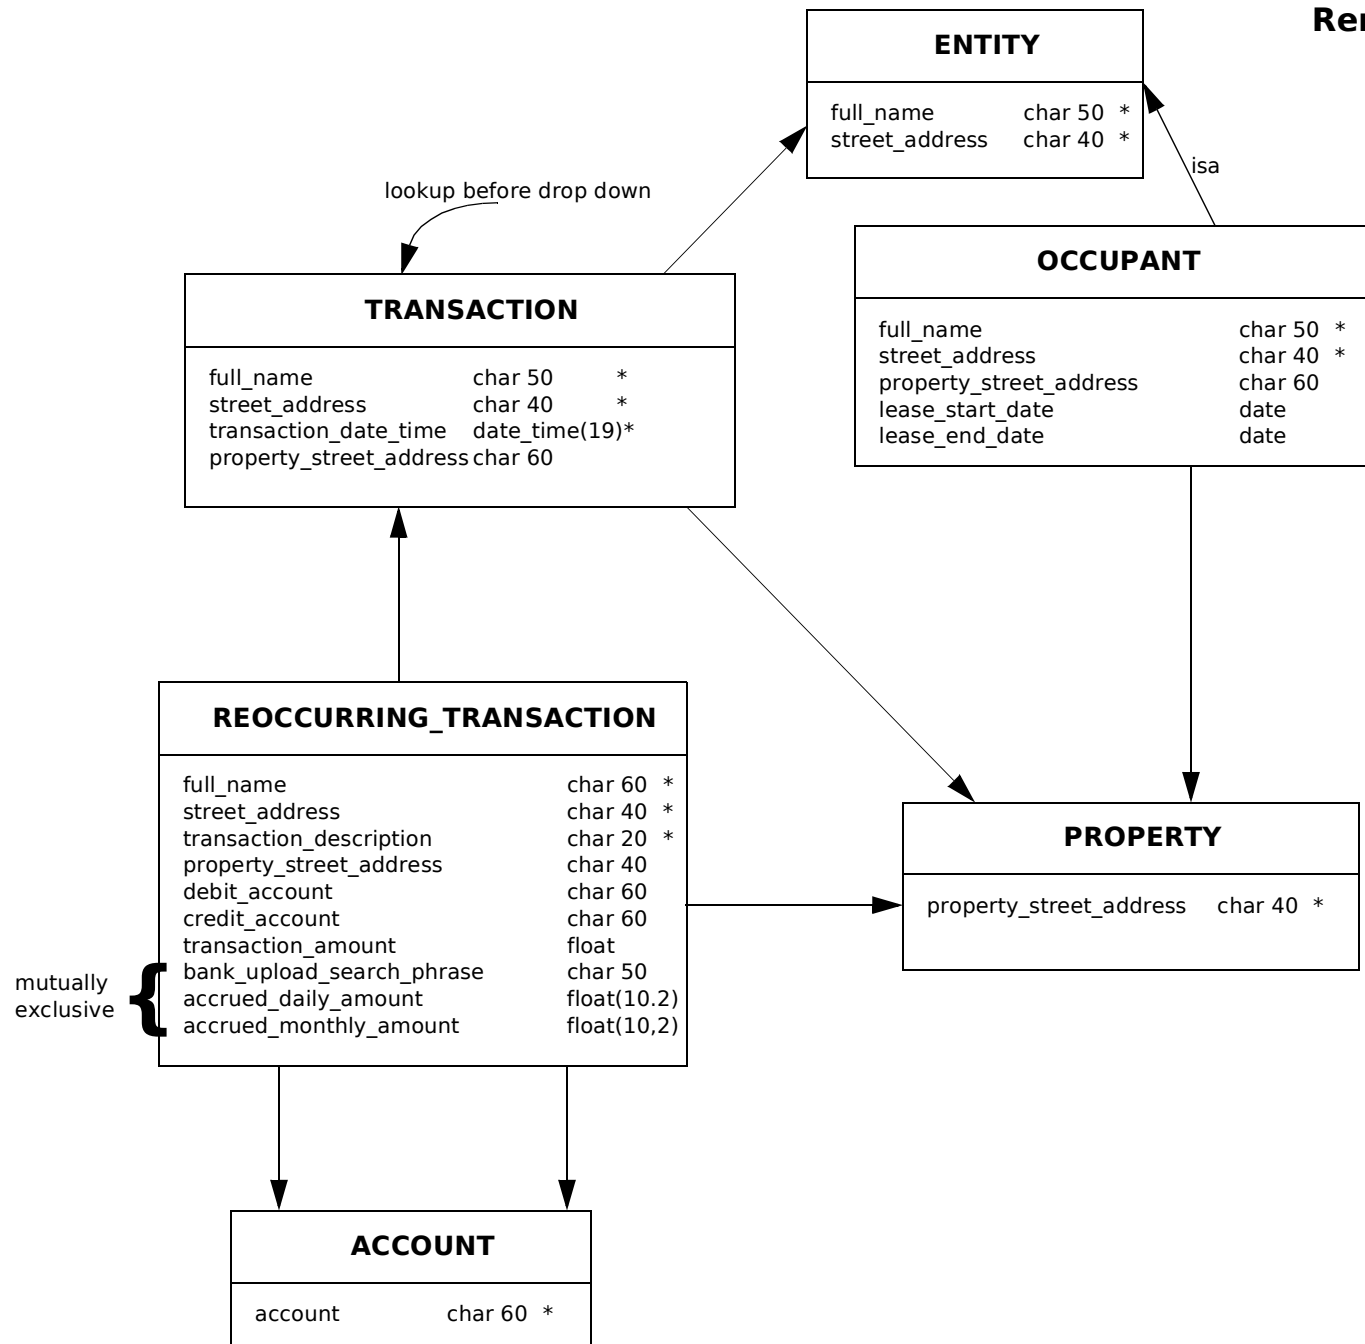 Re
ENTITY
full_name char 50 *
street_address char 40 *
isa
lookup before drop down
OCCUPANT
full_name char 50 *
street_address char 40 *
property_street_address char 60
lease_start_date date
lease_end_date date
TRANSACTION
full_name char 50 *
street_address char 40 *
transaction_date_time date_time(19)*
property_street_address char 60
REOCCURRING_TRANSACTION
full_name char 60 *
street_address char 40 *
transaction_description char 20 *
property_street_address char 40
debit_account char 60
credit_account char 60
transaction_amount float
bank_upload_search_phrase char 50
accrued_daily_amount float(10.2)
accrued_monthly_amount float(10,2)
mutually
exclusive
{
PROPERTY
property_street_address char 40 *
ACCOUNT
account char 60 *